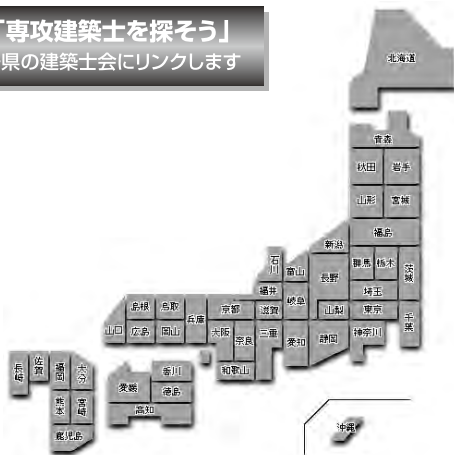 「専攻建築士を探そう」
県の建築士会にリンクします
北海道
青森
秋田 岩手
山形 宮城
福島
新潟
群馬 栃木 茨城
石川 富山 長野
福井 岐阜 山梨 埼玉
東京 千葉
神奈川
島根 鳥取 兵庫 京都 滋賀
山口 広島 岡山 大阪 奈良 三重 愛知 静岡
和歌山
長崎 佐賀 福岡 大分
熊本 宮崎
鹿児島
愛媛 香川
徳島
高知
沖縄